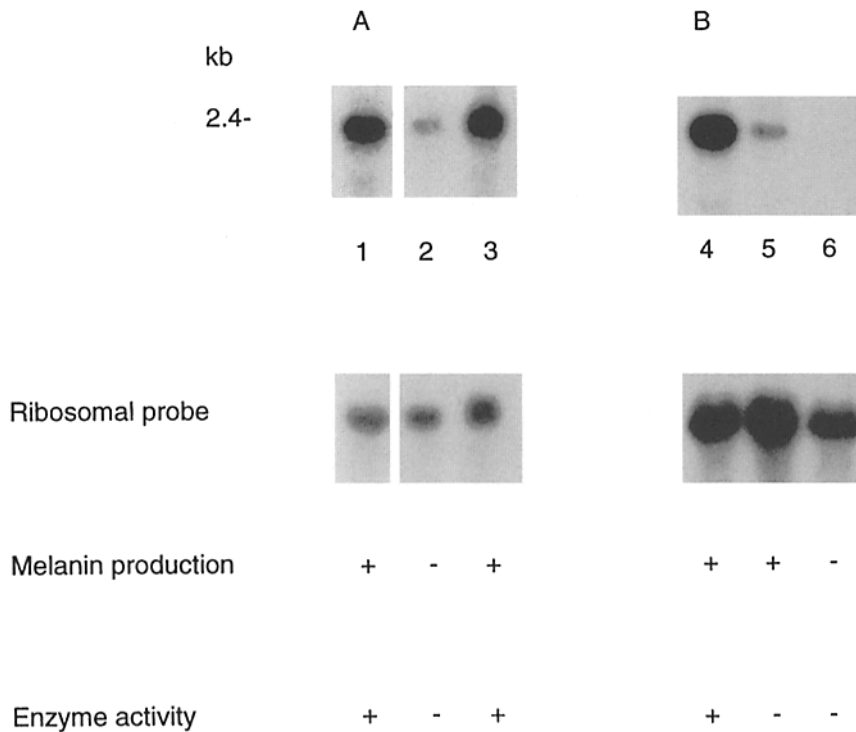 A B
kb
2.4-
1 2 3 4 5 6
Ribosomal probe
Melanin production + - + + + -
Enzyme activity + - + + - -